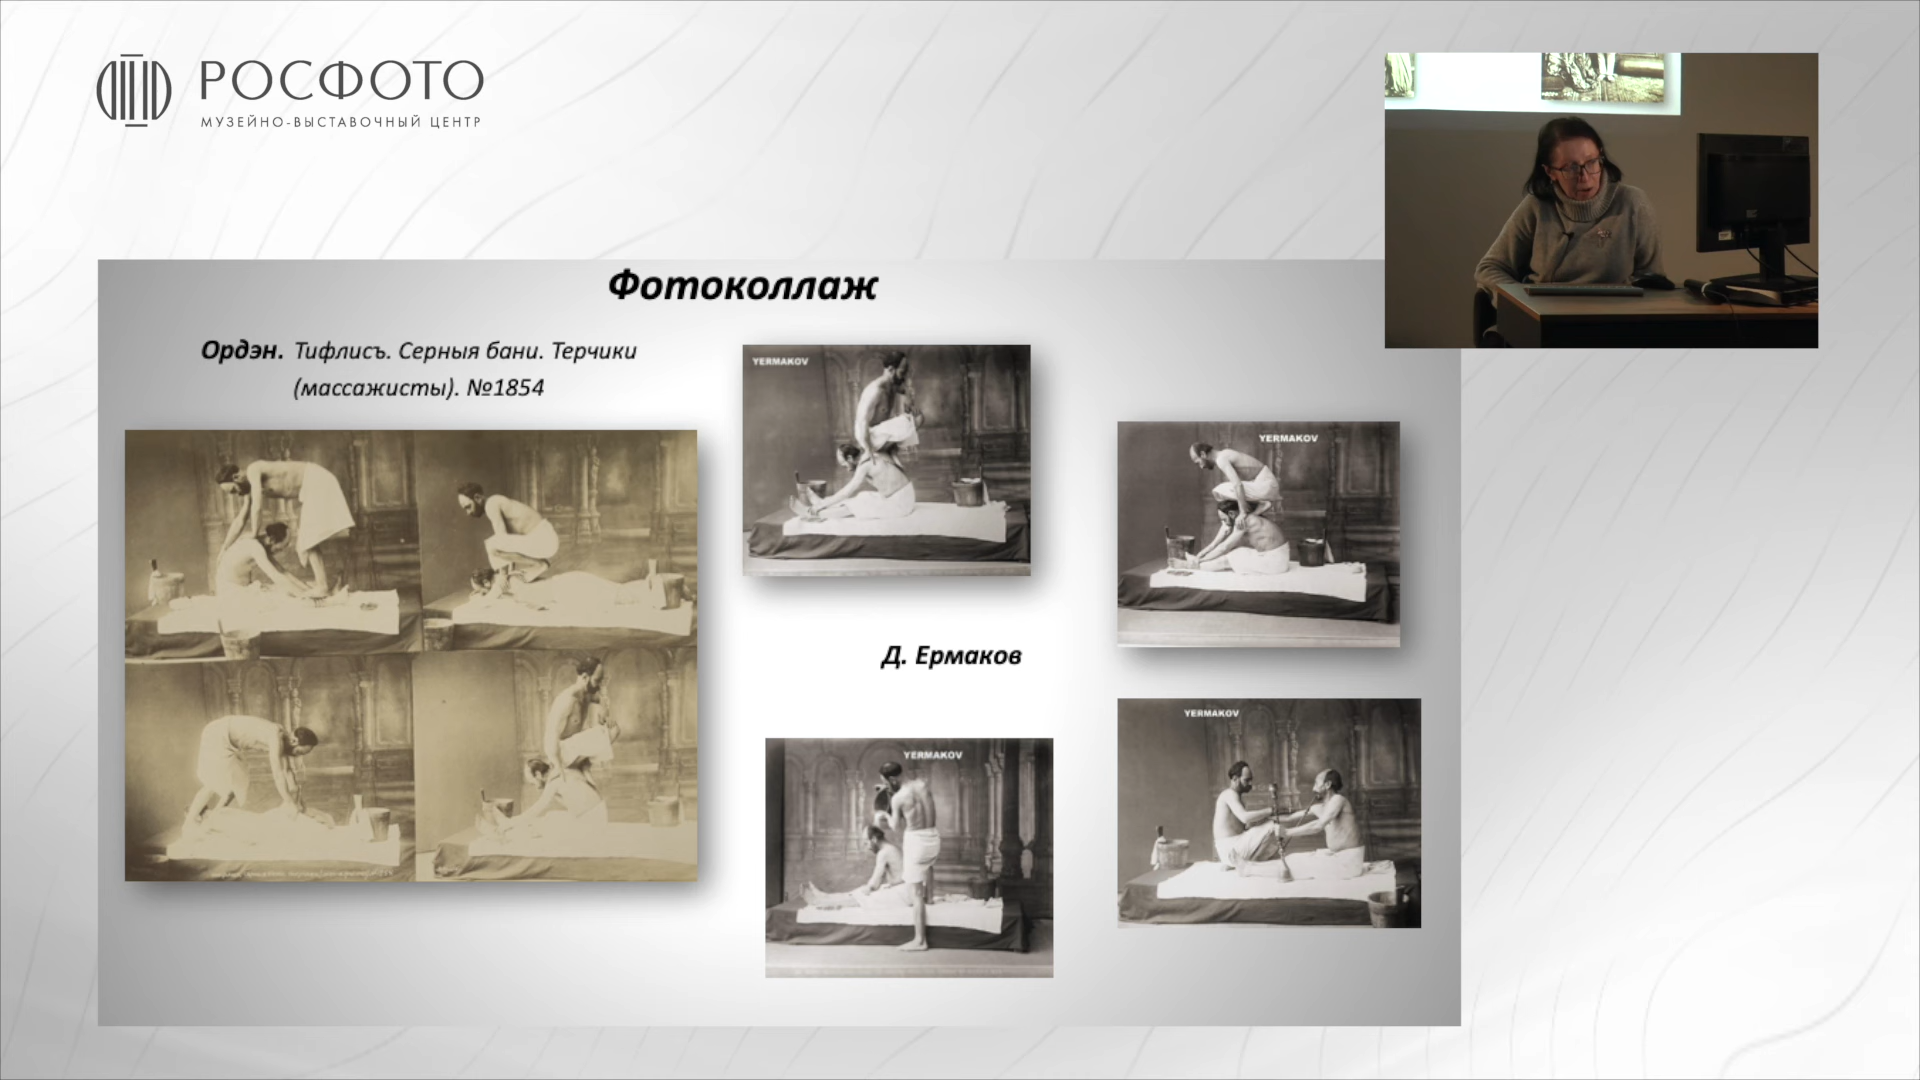 РОСФОТО
МУЗЕЙНО-ВЫСТАВОЧНЫЙ ЦЕНТР
Фотоколлаж
Ордэн. Тифлисъ. Серныя бани. Терчики
(массажисты). №1854
YERMAKOV
YERMAKOV
Д. Ермаков
YERMAKOV
YERMAKOV